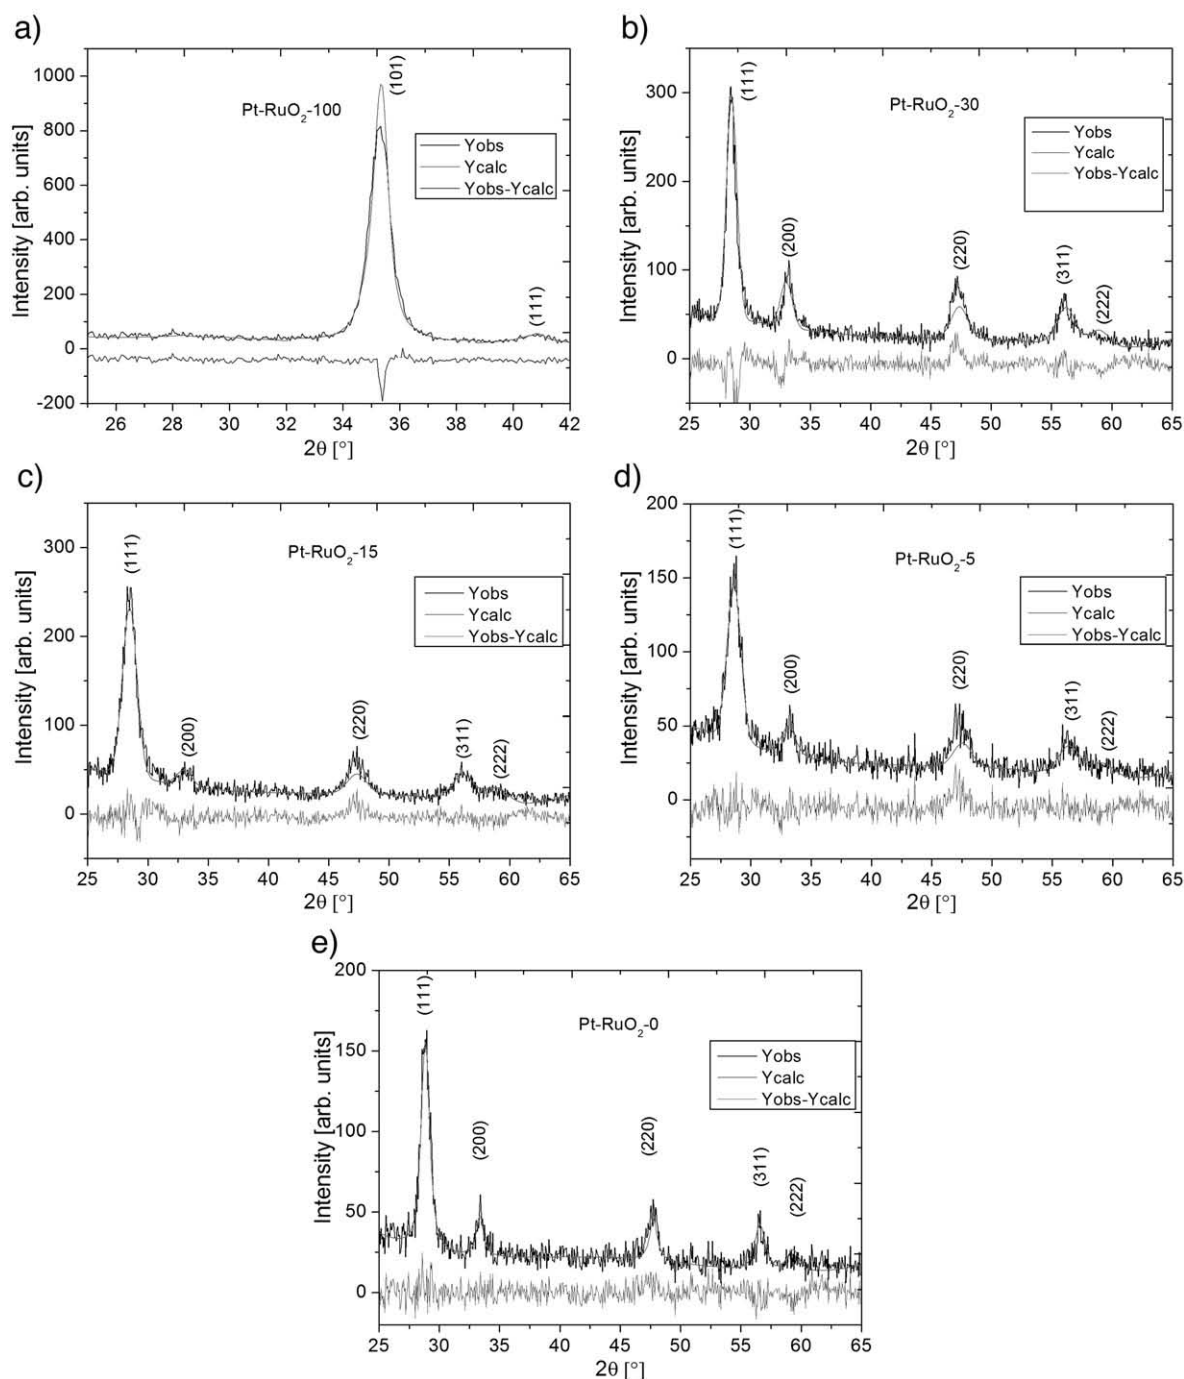 a)
Intensity [arb. units]
1000
800
600
400
200
0
-200
26 28 30 32 34 36 38 40 42
2θ [°]
Pt-RuO₂-100
(101)
(111)
Yobs
Ycalc
Yobs-Ycalc
b)
Intensity [arb. units]
300
200
100
0
25 30 35 40 45 50 55 60 65
2θ [°]
Pt-RuO₂-30
(111)
(200)
(220)
(311)
(222)
Yobs
Ycalc
Yobs-Ycalc
c)
Intensity [arb. units]
300
200
100
0
25 30 35 40 45 50 55 60 65
2θ [°]
Pt-RuO₂-15
(111)
(200)
(220)
(311)
(222)
Yobs
Ycalc
Yobs-Ycalc
d)
Intensity [arb. units]
200
150
100
50
0
25 30 35 40 45 50 55 60 65
2θ [°]
Pt-RuO₂-5
(111)
(200)
(220)
(311)
(222)
Yobs
Ycalc
Yobs-Ycalc
e)
Intensity [arb. units]
200
150
100
50
0
25 30 35 40 45 50 55 60 65
2θ [°]
Pt-RuO₂-0
(111)
(200)
(220)
(311)
(222)
Yobs
Ycalc
Yobs-Ycalc